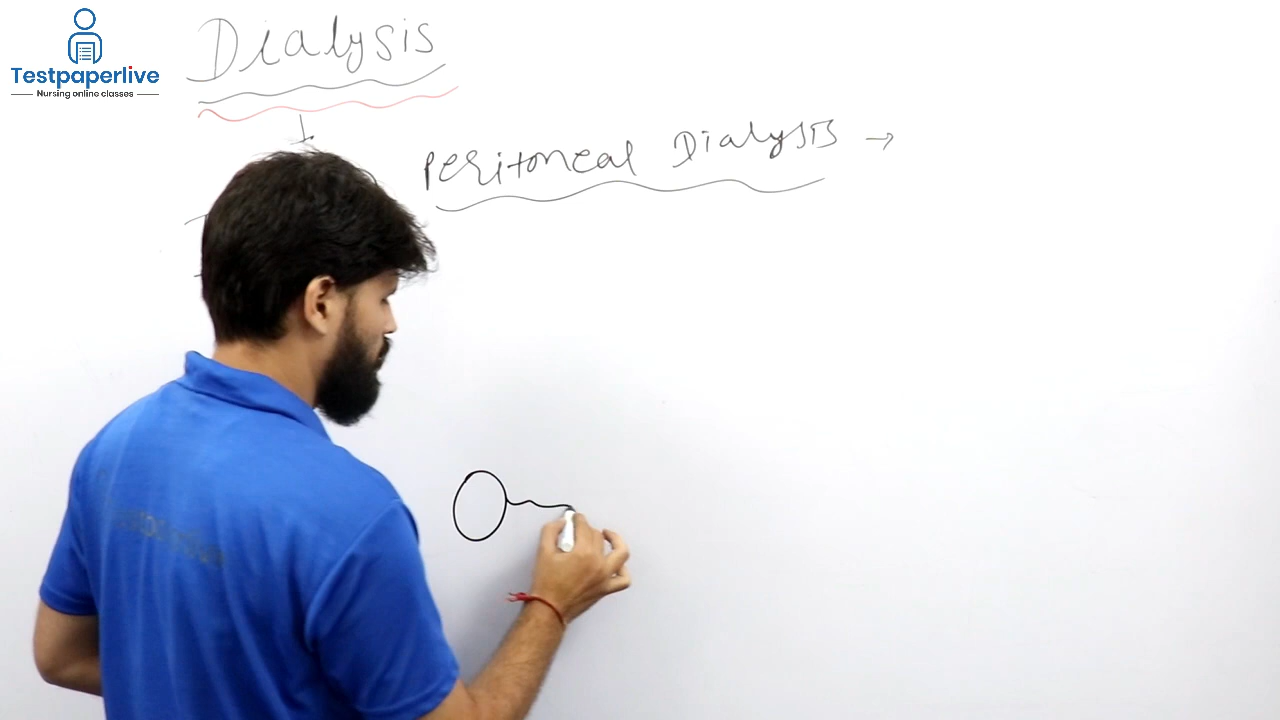 Dialysis
Testpaperlive
Nursing online classes
Peritoneal Dialysis →